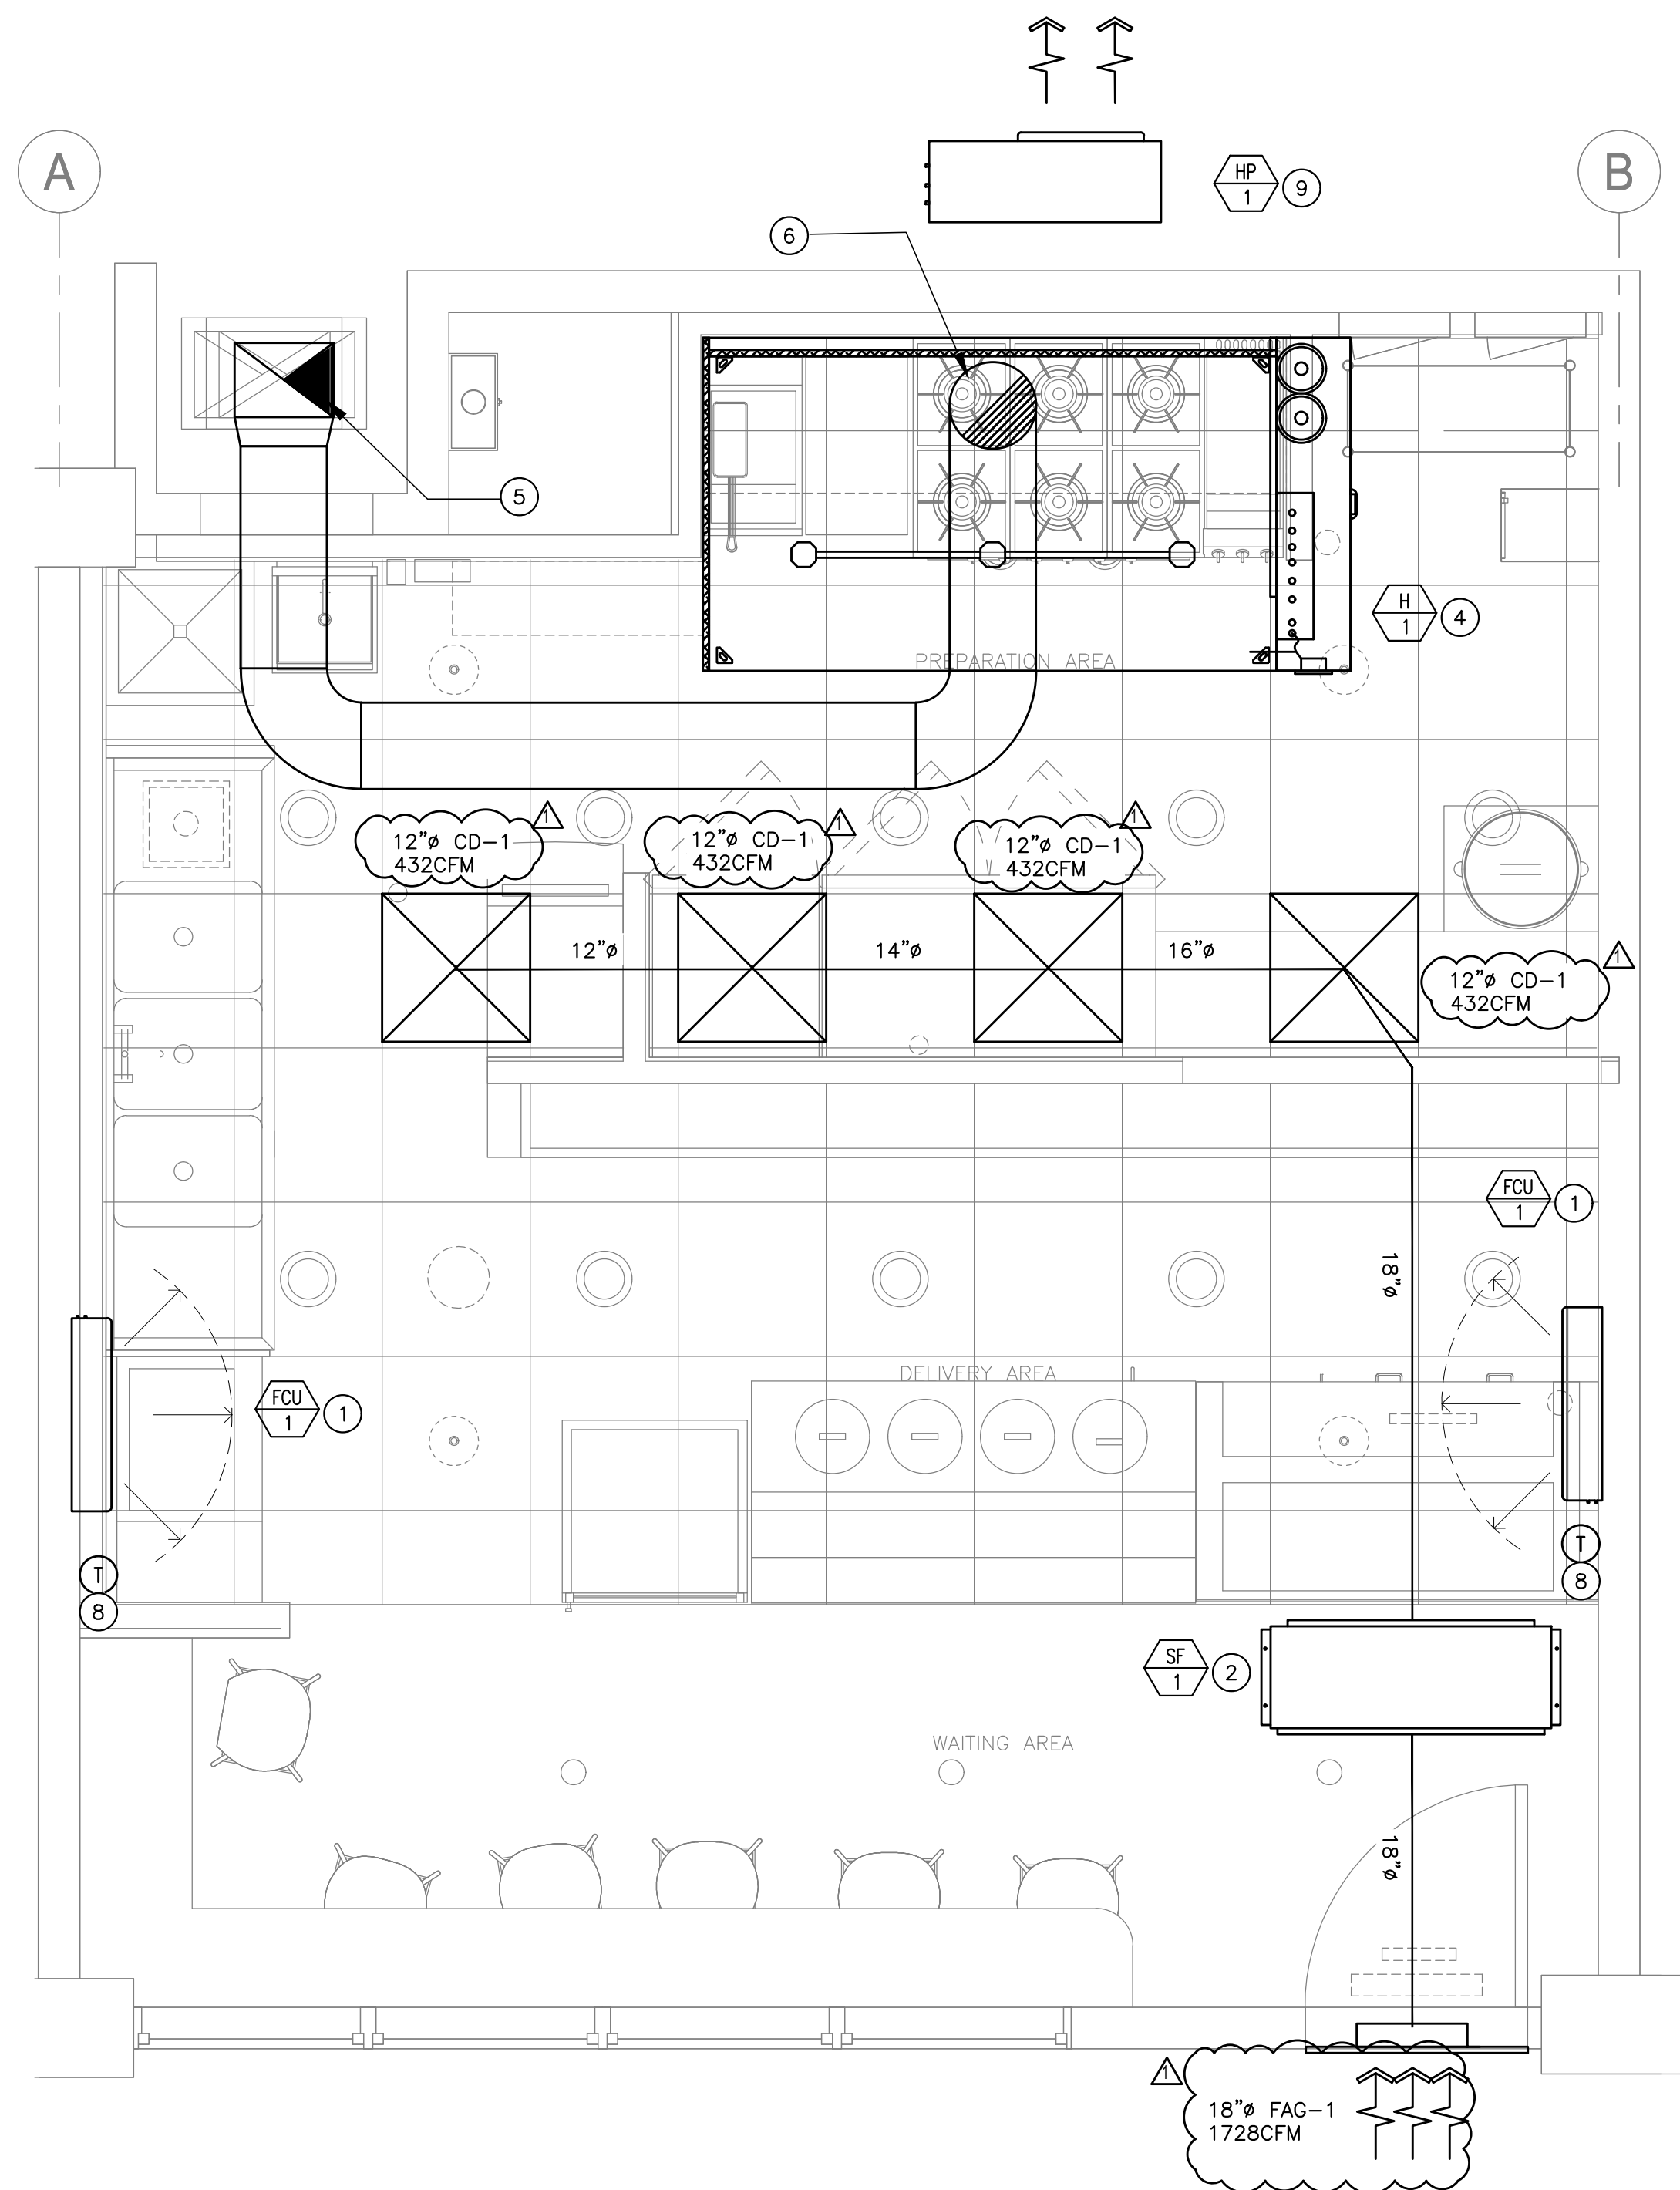 A
B
HP
1
9
6
5
H
1
4
PREPARATION AREA
1
12"ø CD-1
432CFM
1
12"ø CD-1
432CFM
1
12"ø CD-1
432CFM
12"ø
14"ø
16"ø
1
12"ø CD-1
432CFM
FCU
1
1
18"ø
DELIVERY AREA
FCU
1
1
T
8
T
8
SF
1
2
WAITING AREA
18"ø
1
18"ø FAG-1
1728CFM